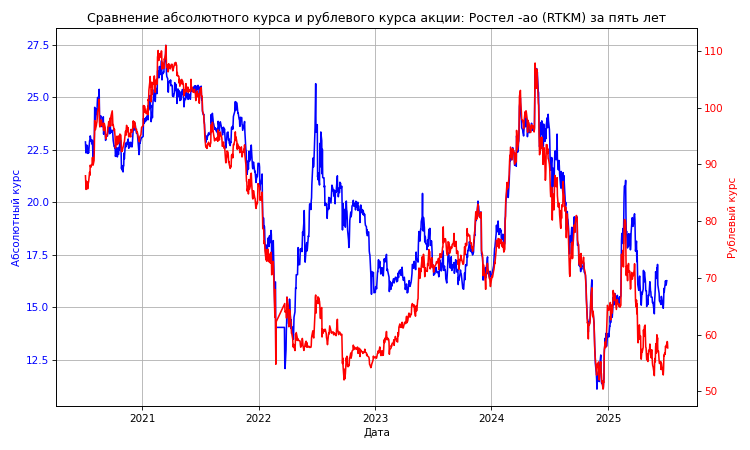 Сравнение абсолютного курса и рублевого курса акции: Ростел -ао (RTKM) за пять лет
27.5
25.0
22.5
20.0
17.5
15.0
12.5
Абсолютный курс
110
100
90
80
70
60
50
Рублевый курс
2021 2022 2023 2024 2025
Дата